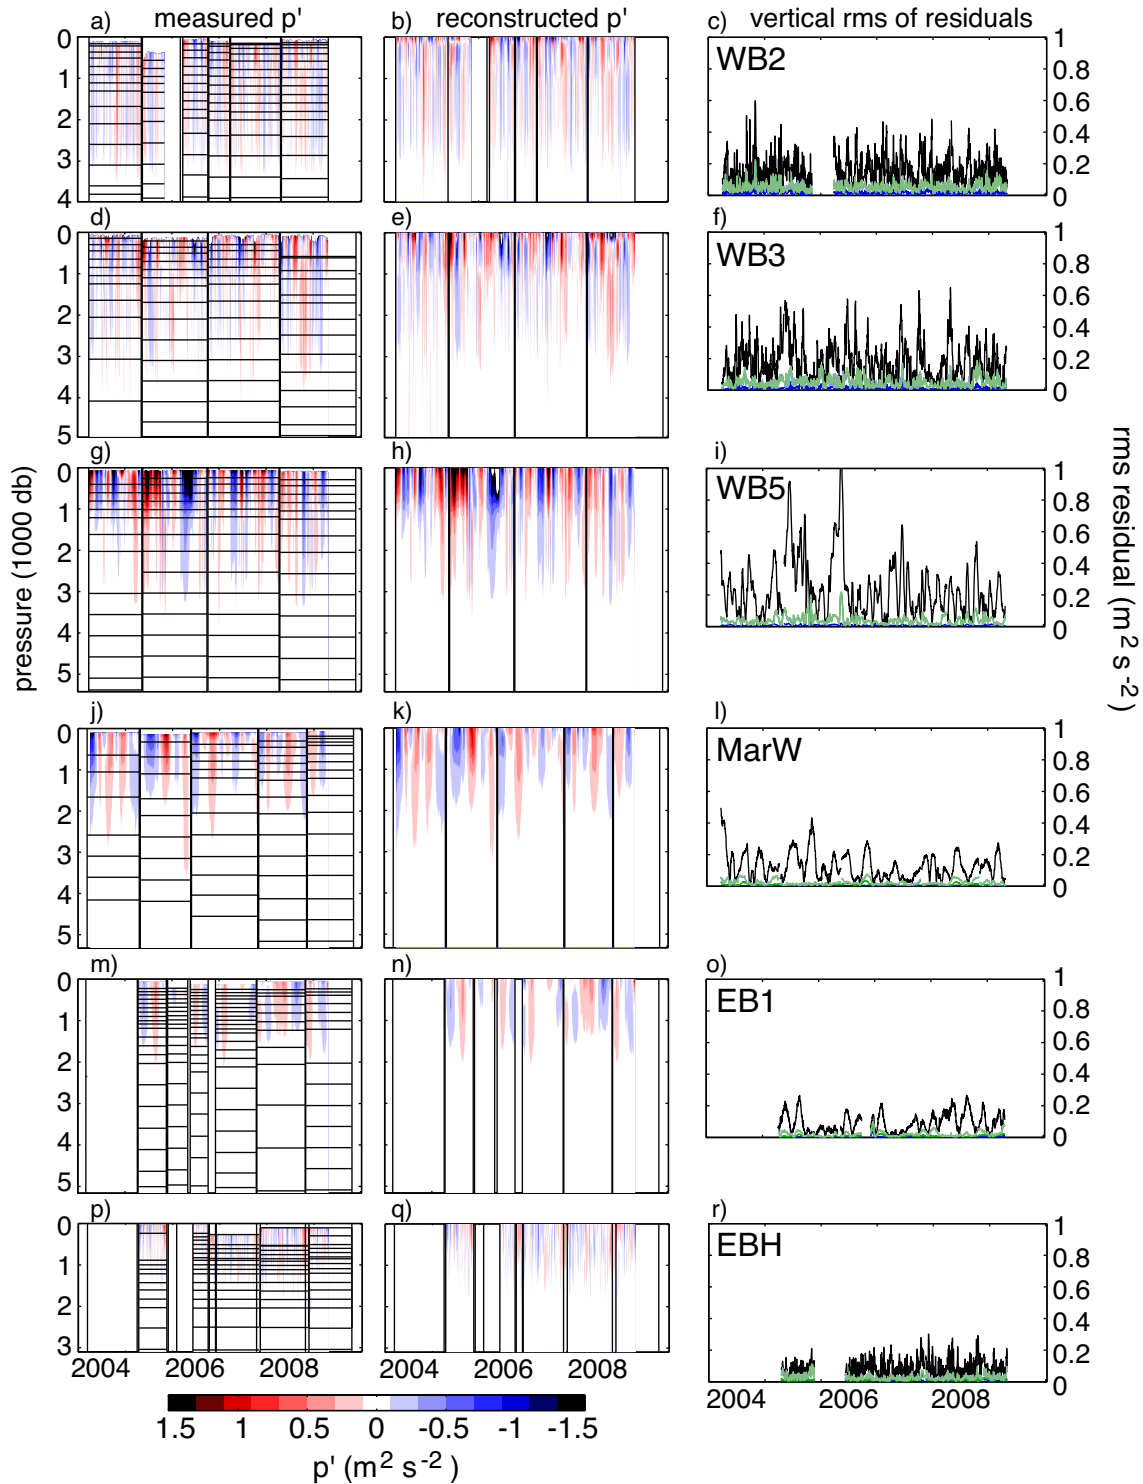 measured p'
reconstructed p'
vertical rms of residuals
a)
b)
c)
WB2
0
1
2
3
4
1
0.8
0.6
0.4
0.2
0
d)
e)
f)
WB3
0
1
2
3
4
5
1
0.8
0.6
0.4
0.2
0
g)
h)
i)
WB5
0
1
2
3
4
5
1
0.8
0.6
0.4
0.2
0
pressure (1000 db)
rms residual (m² s⁻²)
j)
k)
l)
MarW
0
1
2
3
4
5
1
0.8
0.6
0.4
0.2
0
m)
n)
o)
EB1
0
1
2
3
4
5
1
0.8
0.6
0.4
0.2
0
p)
q)
r)
EBH
0
1
2
3
1
0.8
0.6
0.4
0.2
0
2004 2006 2008
2004 2006 2008
2004 2006 2008
1.5 1 0.5 0 -0.5 -1 -1.5
p' (m² s⁻²)